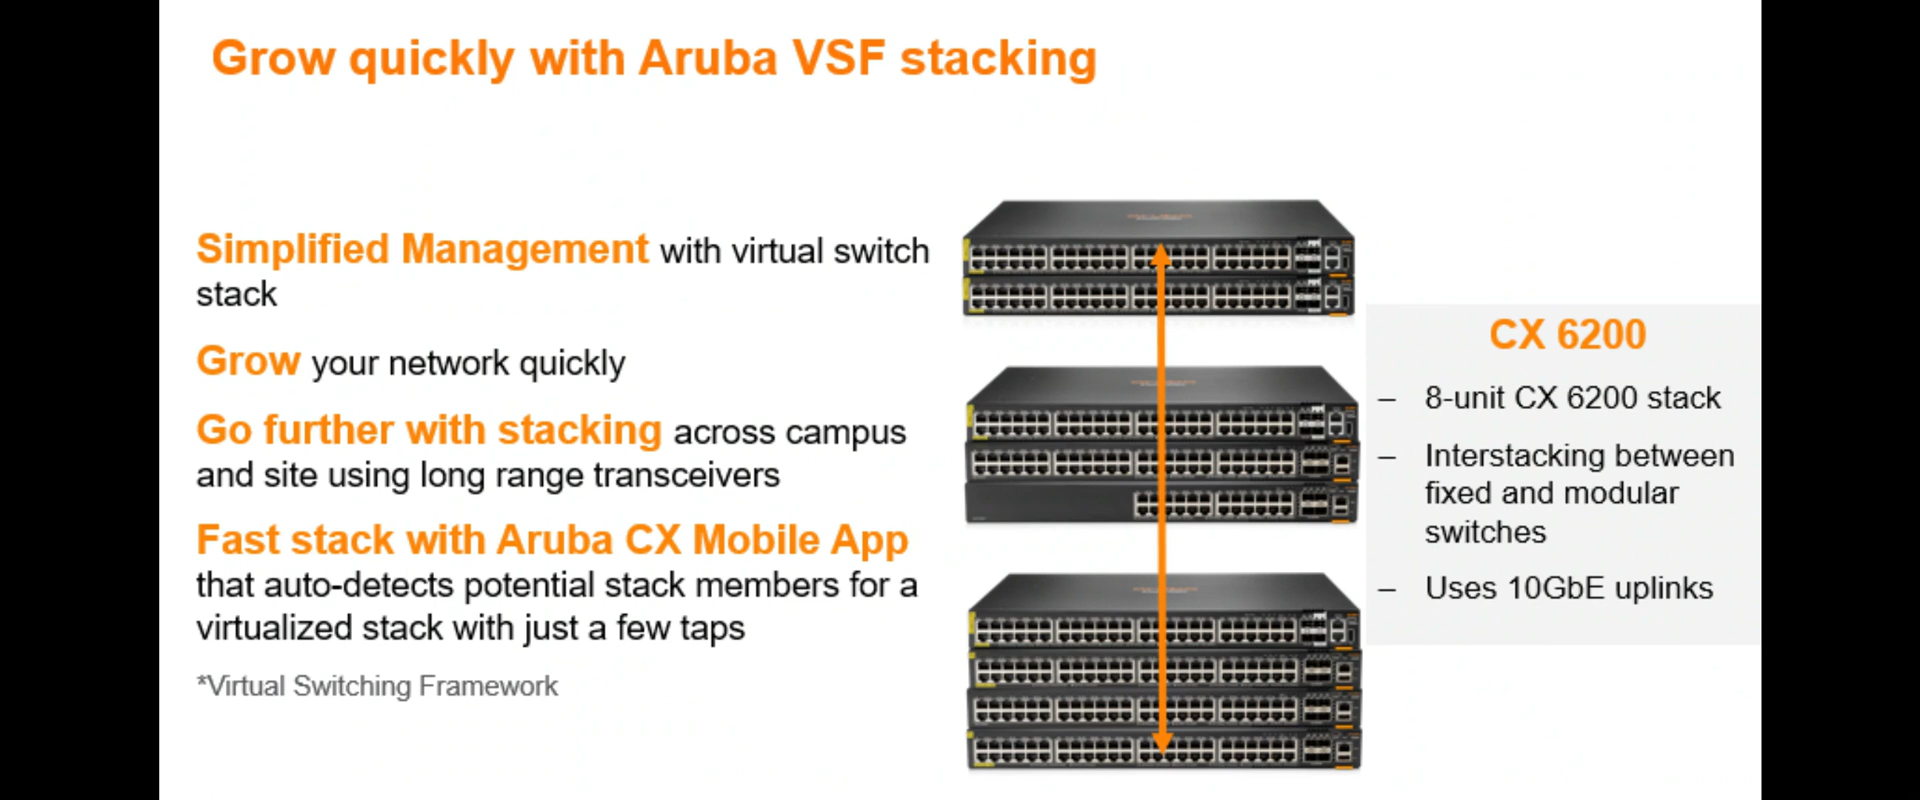 Grow quickly with Aruba VSF stacking
Simplified Management with virtual switch
stack
Grow your network quickly
Go further with stacking across campus
and site using long range transceivers
Fast stack with Aruba CX Mobile App
that auto-detects potential stack members for a
virtualized stack with just a few taps
*Virtual Switching Framework
CX 6200
– 8-unit CX 6200 stack
– Interstacking between
fixed and modular
switches
– Uses 10GbE uplinks